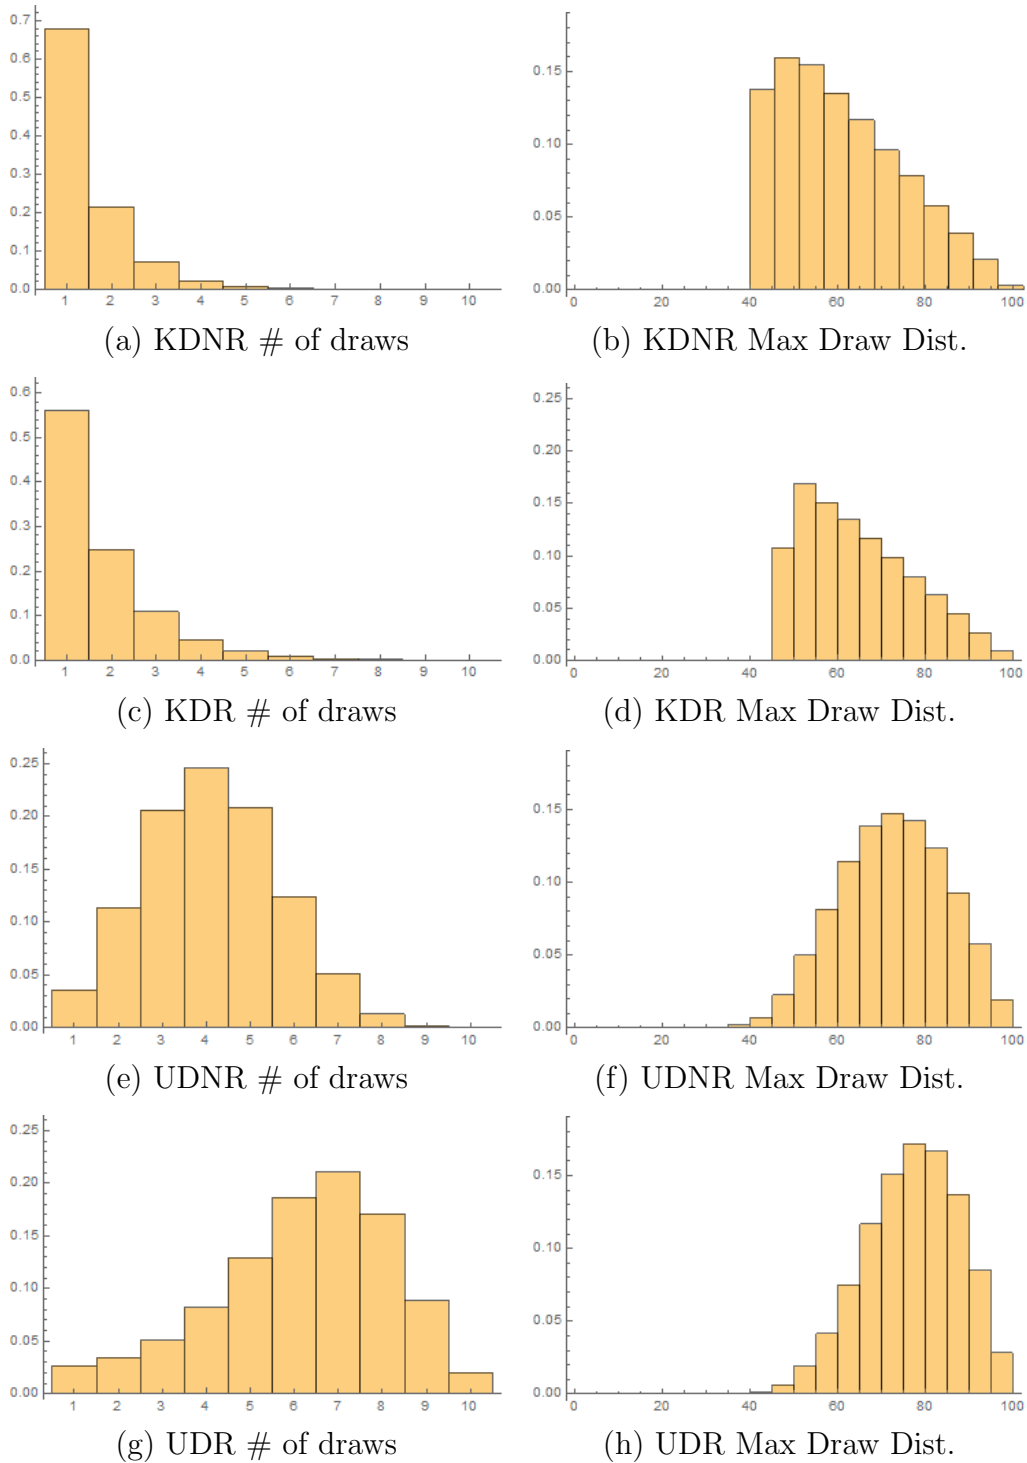 0.7
0.6
0.5
0.4
0.3
0.2
0.1
0.0
1 2 3 4 5 6 7 8 9 10
(a) KDNR # of draws
0.15
0.10
0.05
0.00
0 20 40 60 80 100
(b) KDNR Max Draw Dist.
0.6
0.5
0.4
0.3
0.2
0.1
0.0
1 2 3 4 5 6 7 8 9 10
(c) KDR # of draws
0.25
0.20
0.15
0.10
0.05
0.00
0 20 40 60 80 100
(d) KDR Max Draw Dist.
0.25
0.20
0.15
0.10
0.05
0.00
1 2 3 4 5 6 7 8 9 10
(e) UDNR # of draws
0.15
0.10
0.05
0.00
0 20 40 60 80 100
(f) UDNR Max Draw Dist.
0.25
0.20
0.15
0.10
0.05
0.00
1 2 3 4 5 6 7 8 9 10
(g) UDR # of draws
0.15
0.10
0.05
0.00
0 20 40 60 80 100
(h) UDR Max Draw Dist.